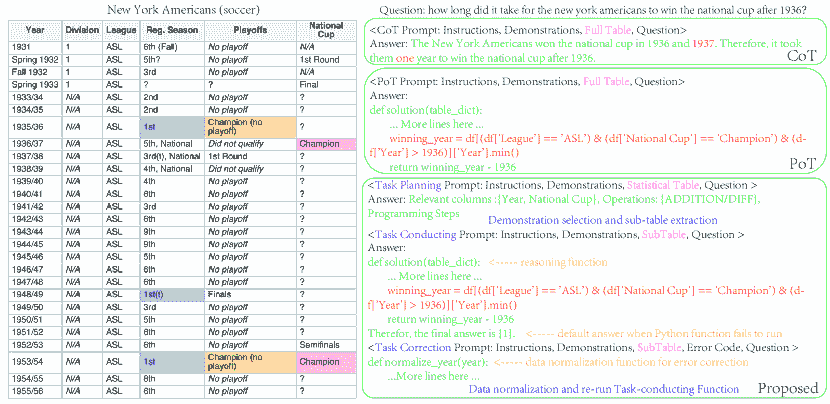 New York Americans (soccer)
Year Division League Reg. Season Playoffs National Cup
1931 1 ASL 6th (Fall) No playoff N/A
Spring 1932 1 ASL 5th? No playoff 1st Round
Fall 1932 1 ASL 3rd No playoff N/A
Spring 1933 1 ASL ? ? Final
1933/34 N/A ASL 2nd No playoff ?
1934/35 N/A ASL 2nd No playoff ?
1935/36 N/A ASL 1st Champion (no playoff) ?
1936/37 N/A ASL 5th, National Did not qualify Champion
1937/38 N/A ASL 3rd(t), National 1st Round ?
1938/39 N/A ASL 4th, National Did not qualify ?
1939/40 N/A ASL 4th No playoff ?
1940/41 N/A ASL 6th No playoff ?
1941/42 N/A ASL 3rd No playoff ?
1942/43 N/A ASL 6th No playoff ?
1943/44 N/A ASL 9th No playoff ?
1944/45 N/A ASL 9th No playoff ?
1945/46 N/A ASL 5th No playoff ?
1946/47 N/A ASL 6th No playoff ?
1947/48 N/A ASL 6th No playoff ?
1948/49 N/A ASL 1st(t) Finals ?
1949/50 N/A ASL 3rd No playoff ?
1950/51 N/A ASL 5th No playoff ?
1951/52 N/A ASL 6th No playoff ?
1952/53 N/A ASL 6th No playoff Semifinals
1953/54 N/A ASL 1st Champion (no playoff) Champion
1954/55 N/A ASL 8th No playoff ?
1955/56 N/A ASL 6th No playoff ?
Question: how long did it take for the new york americans to win the national cup after 1936?
<CoT Prompt: Instructions, Demonstrations, Full Table, Question>
Answer: The New York Americans won the national cup in 1936 and 1937. Therefore, it took
them one year to win the national cup after 1936.
CoT
<PoT Prompt: Instructions, Demonstrations, Full Table, Question>
Answer:
def solution(table_dict):
... More lines here ...
winning_year = df[(df['League'] == 'ASL') & (df['National Cup'] == 'Champion') & (d-
f['Year'] > 1936)]['Year'].min()
return winning_year - 1936
PoT
<Task Planning Prompt: Instructions, Demonstrations, Statistical Table, Question >
Answer: Relevant columns :{Year, National Cup}, Operations: {ADDITION/DIFF},
Programming Steps
Demonstration selection and sub-table extraction
<Task Conducting Prompt: Instructions, Demonstrations, SubTable, Question >
Answer:
def solution(table_dict): <----- reasoning function
... More lines here ...
winning_year = df[(df['League'] == 'ASL') & (df['National Cup'] == 'Champion') & (d-
f['Year'] > 1936)]['Year'].min()
return winning_year - 1936
Therefor, the final answer is [1]. <----- default answer when Python function fails to run
<Task Correction Prompt: Instructions, Demonstrations, SubTable, Error Code, Question >
def normalize_year(year): <----- data normalization function for error correction
...More lines here ...
Data normalization and re-run Task-conducting Function
Proposed